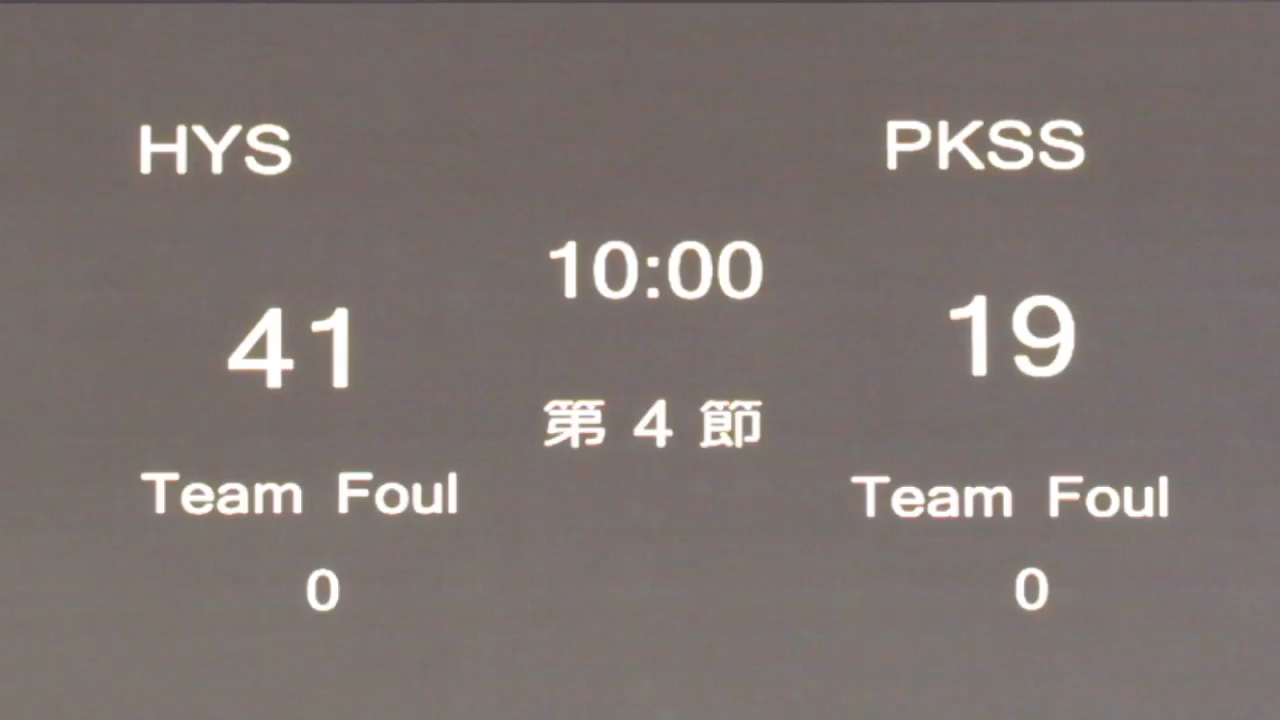 HYS
PKSS
10:00
41
19
第 4 節
Team Foul
Team Foul
0
0